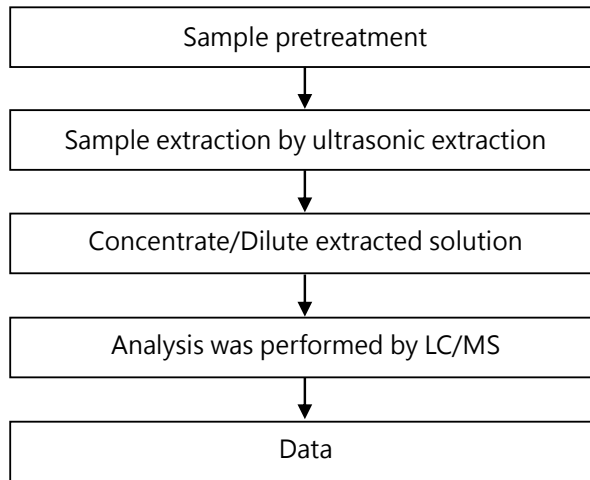 Sample pretreatment
Sample extraction by ultrasonic extraction
Concentrate/Dilute extracted solution
Analysis was performed by LC/MS
Data